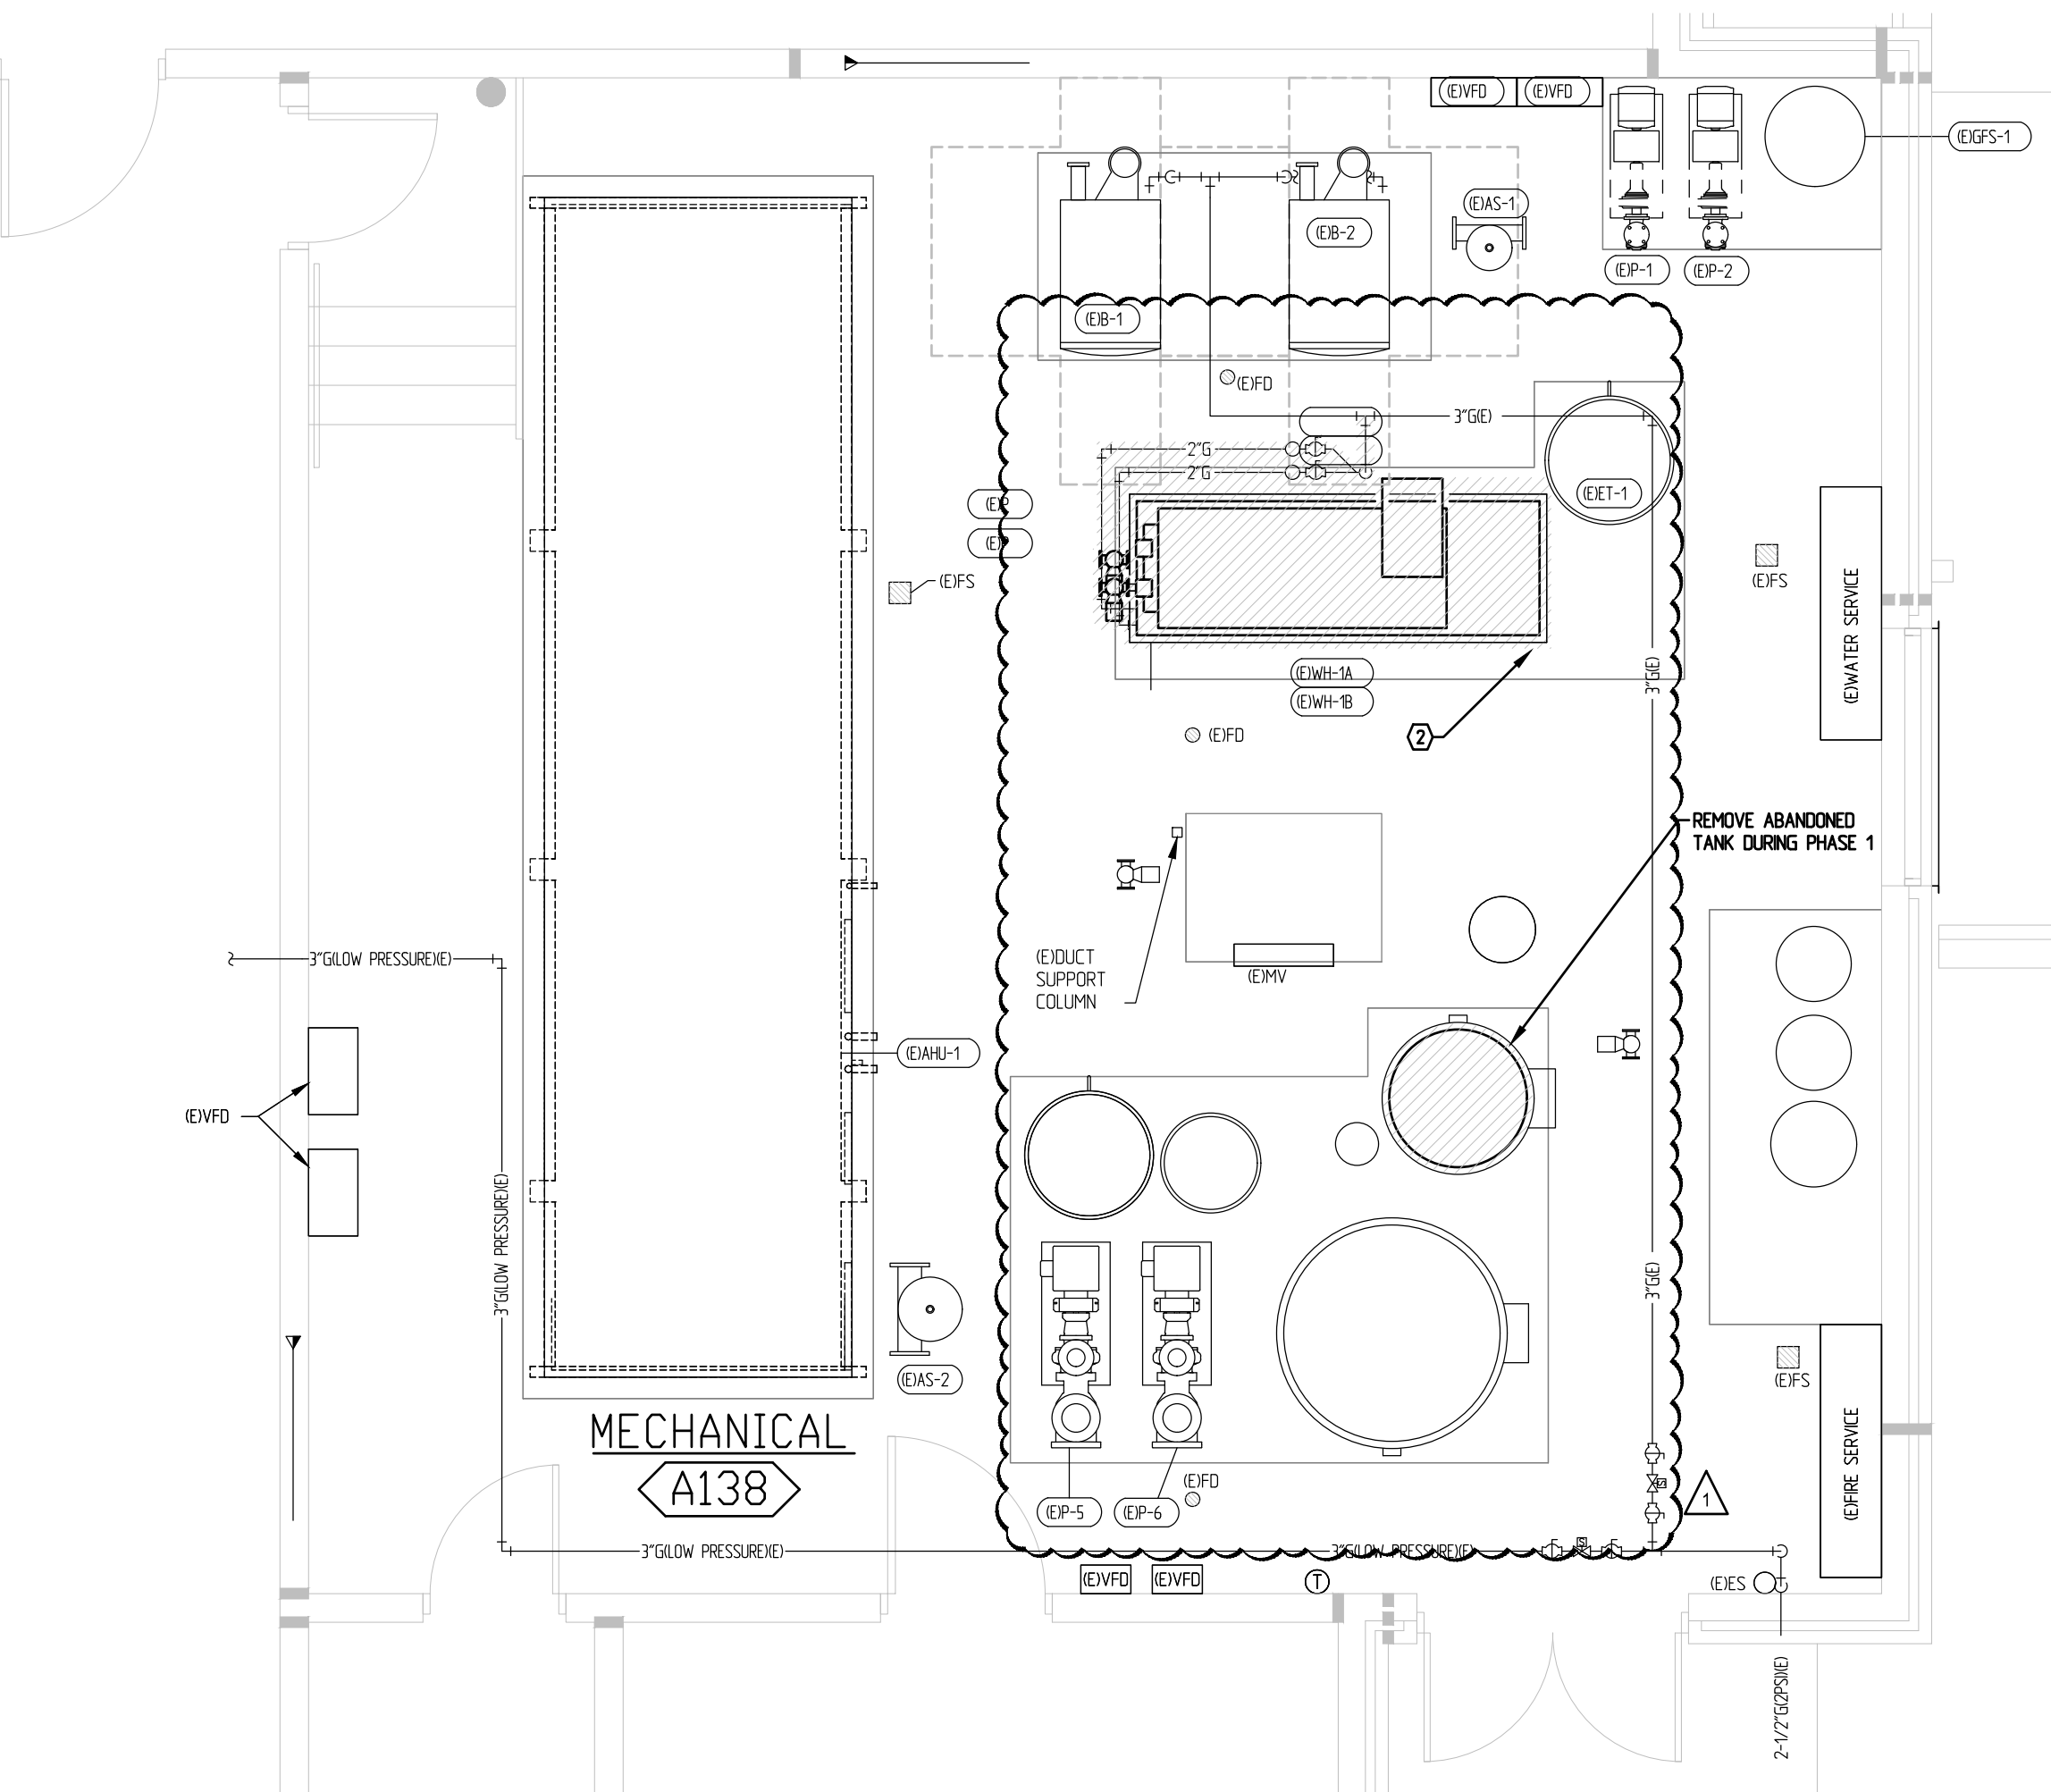 (E)VFD
(E)VFD
(E)GFS-1
(E)AS-1
(E)B-2
(E)P-1
(E)P-2
(E)B-1
(E)FD
3"G(E)
2"G
2"G
(E)ET-1
(E)P
(E)P
(E)FS
(E)FS
(E)WATER SERVICE
3"G(E)
(E)WH-1A
(E)WH-1B
2
(E)FD
REMOVE ABANDONED
TANK DURING PHASE 1
3"G(LOW PRESSURE)(E)
(E)DUCT
SUPPORT
COLUMN
(E)MV
(E)AHU-1
(E)VFD
3"G(LOW PRESSURE)(E)
3"G(E)
(E)AS-2
(E)FS
MECHANICAL
A138
(E)FIRE SERVICE
(E)FD
(E)P-5
(E)P-6
S
1
3"G(LOW PRESSURE)(E)
3"G(LOW PRESSURE)(E)
S
(E)VFD
(E)VFD
T
(E)ES
2-1/2"G(2PSI)(E)